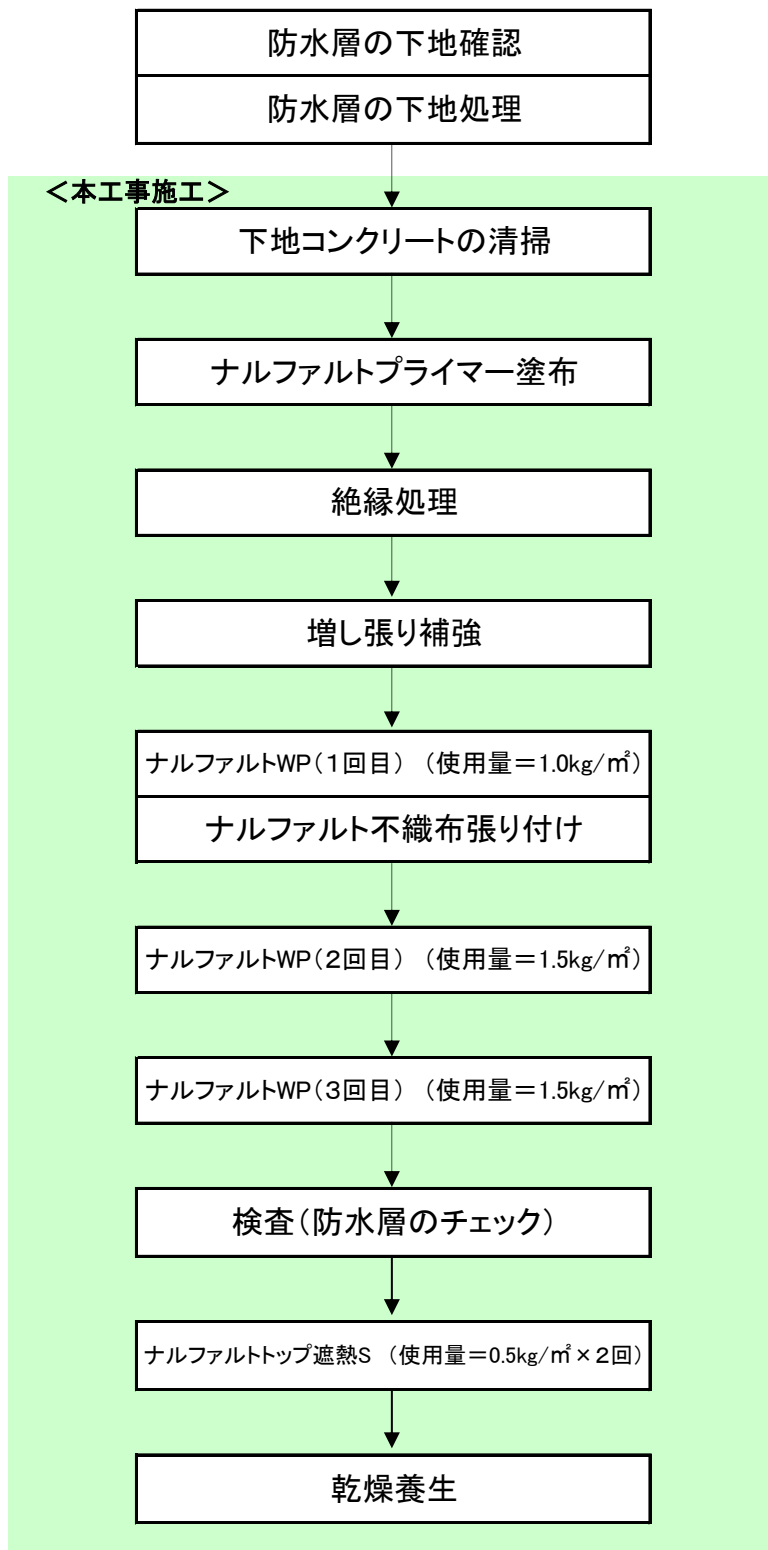 防水層の下地確認
防水層の下地処理
＜本工事施工＞
下地コンクリートの清掃
ナルファルトプライマー塗布
絶縁処理
増し張り補強
ナルファルトWP（１回目）　（使用量＝1.0kg/㎡）
ナルファルト不織布張り付け
ナルファルトWP（２回目）　（使用量＝1.5kg/㎡）
ナルファルトWP（３回目）　（使用量＝1.5kg/㎡）
検査（防水層のチェック）
ナルファルトトップ遮熱S　（使用量＝0.5kg/㎡×２回）
乾燥養生